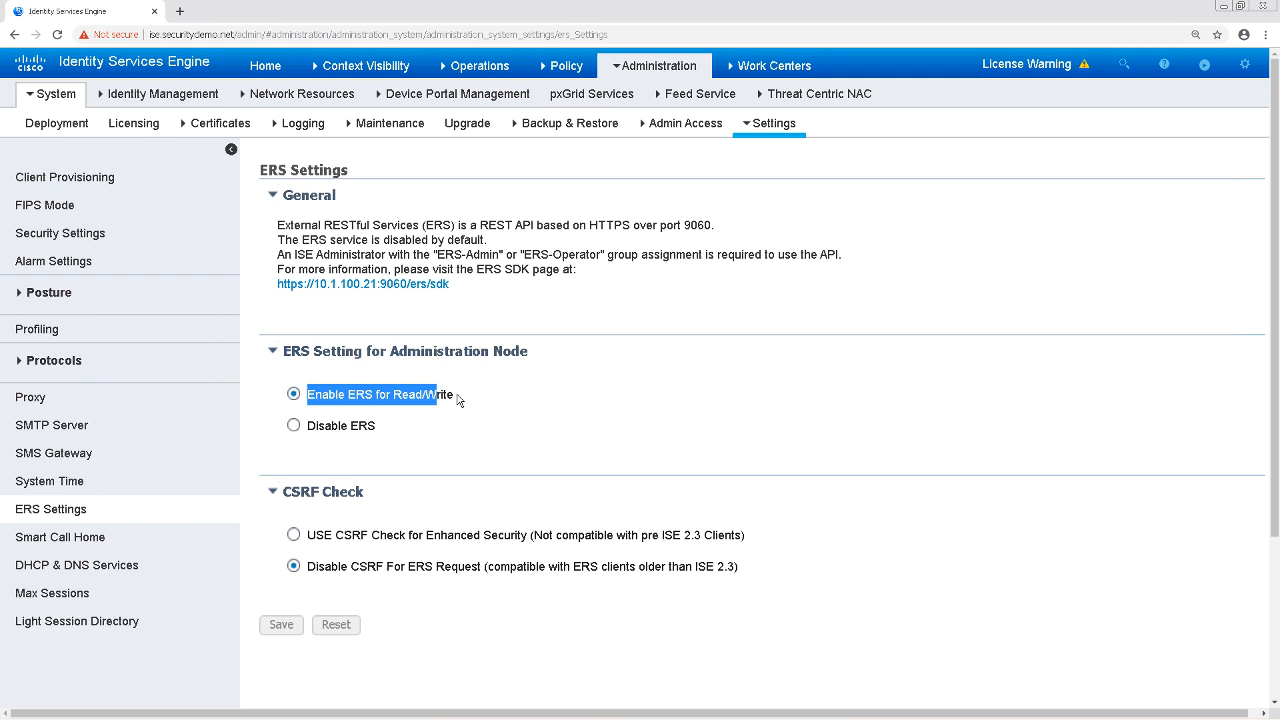 Identity Services Engine
Not secure ise.securitydemo.net/admin/#administration/administration_system/administration_system_settings/ers_Settings
CISCO Identity Services Engine Home Context Visibility Operations Policy Administration Work Centers License Warning
System Identity Management Network Resources Device Portal Management pxGrid Services Feed Service Threat Centric NAC
Deployment Licensing Certificates Logging Maintenance Upgrade Backup & Restore Admin Access Settings
Client Provisioning
FIPS Mode
Security Settings
Alarm Settings
Posture
Profiling
Protocols
Proxy
SMTP Server
SMS Gateway
System Time
ERS Settings
Smart Call Home
DHCP & DNS Services
Max Sessions
Light Session Directory
ERS Settings
General
External RESTful Services (ERS) is a REST API based on HTTPS over port 9060.
The ERS service is disabled by default.
An ISE Administrator with the "ERS-Admin" or "ERS-Operator" group assignment is required to use the API.
For more information, please visit the ERS SDK page at:
https://10.1.100.21:9060/ers/sdk
ERS Setting for Administration Node
Enable ERS for Read/Write
Disable ERS
CSRF Check
USE CSRF Check for Enhanced Security (Not compatible with pre ISE 2.3 Clients)
Disable CSRF For ERS Request (compatible with ERS clients older than ISE 2.3)
Save Reset